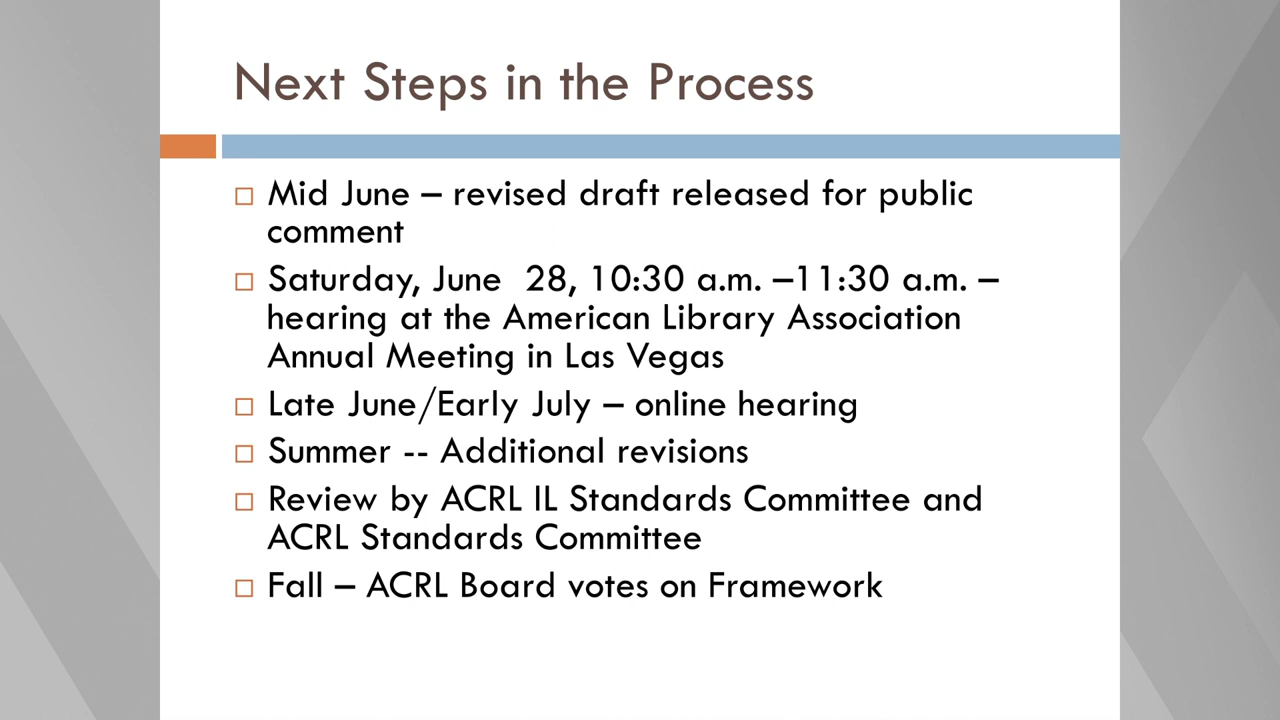 Next Steps in the Process
Mid June – revised draft released for public
comment
Saturday, June  28, 10:30 a.m. –11:30 a.m. –
hearing at the American Library Association
Annual Meeting in Las Vegas
Late June/Early July – online hearing
Summer -- Additional revisions
Review by ACRL IL Standards Committee and
ACRL Standards Committee
Fall – ACRL Board votes on Framework